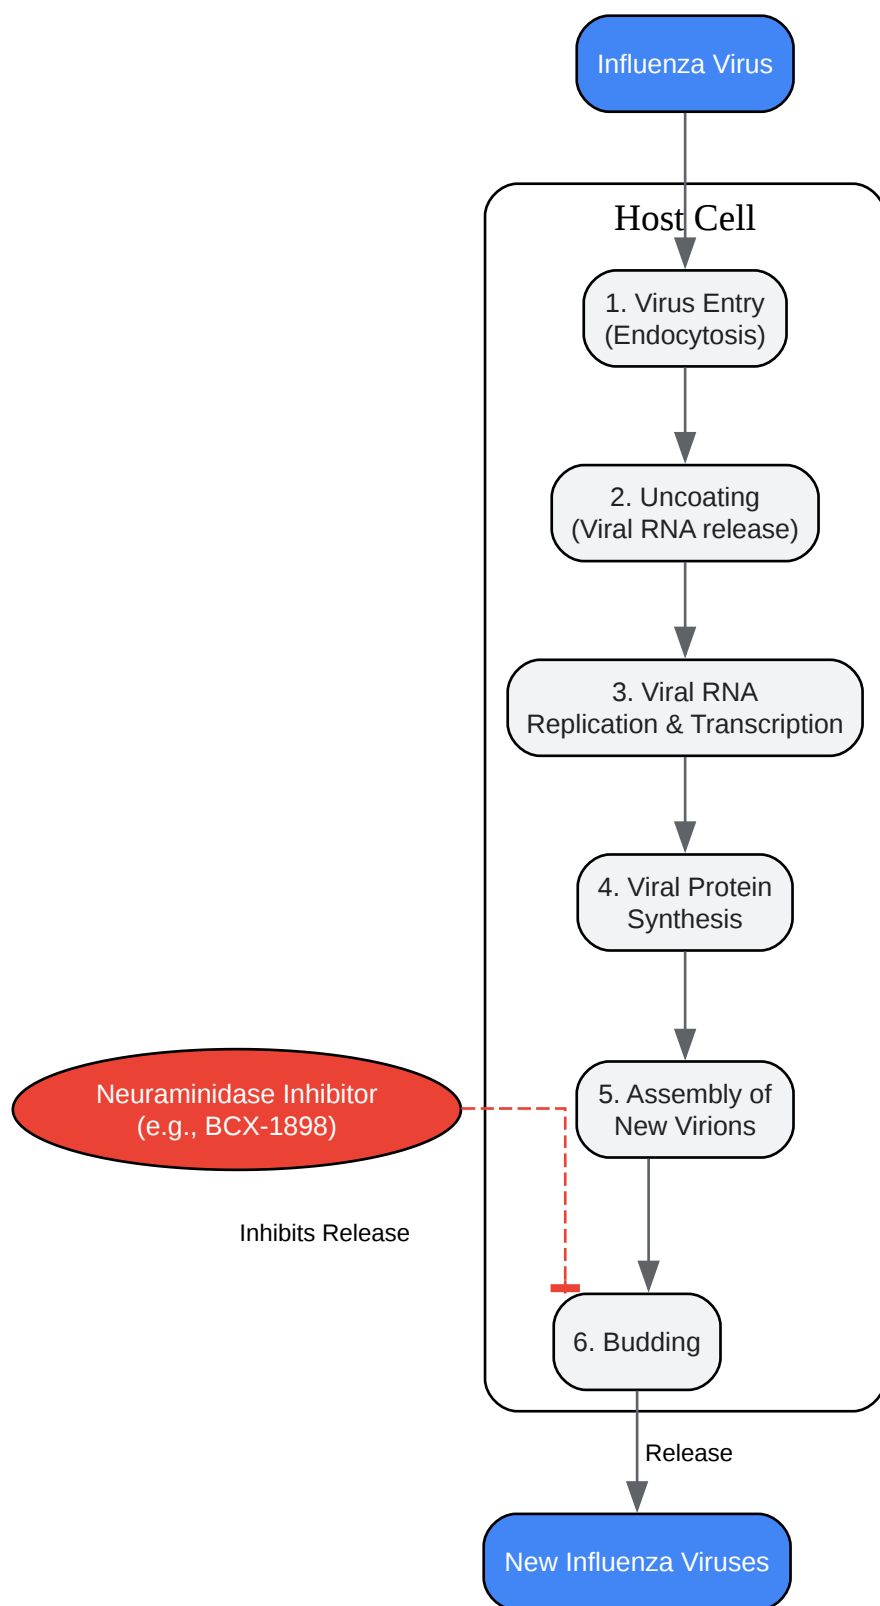 Influenza Virus
Host Cell
1. Virus Entry
(Endocytosis)
2. Uncoating
(Viral RNA release)
3. Viral RNA
Replication & Transcription
4. Viral Protein
Synthesis
Neuraminidase Inhibitor
(e.g., BCX-1898)
5. Assembly of
New Virions
Inhibits Release
6. Budding
Release
New Influenza Viruses